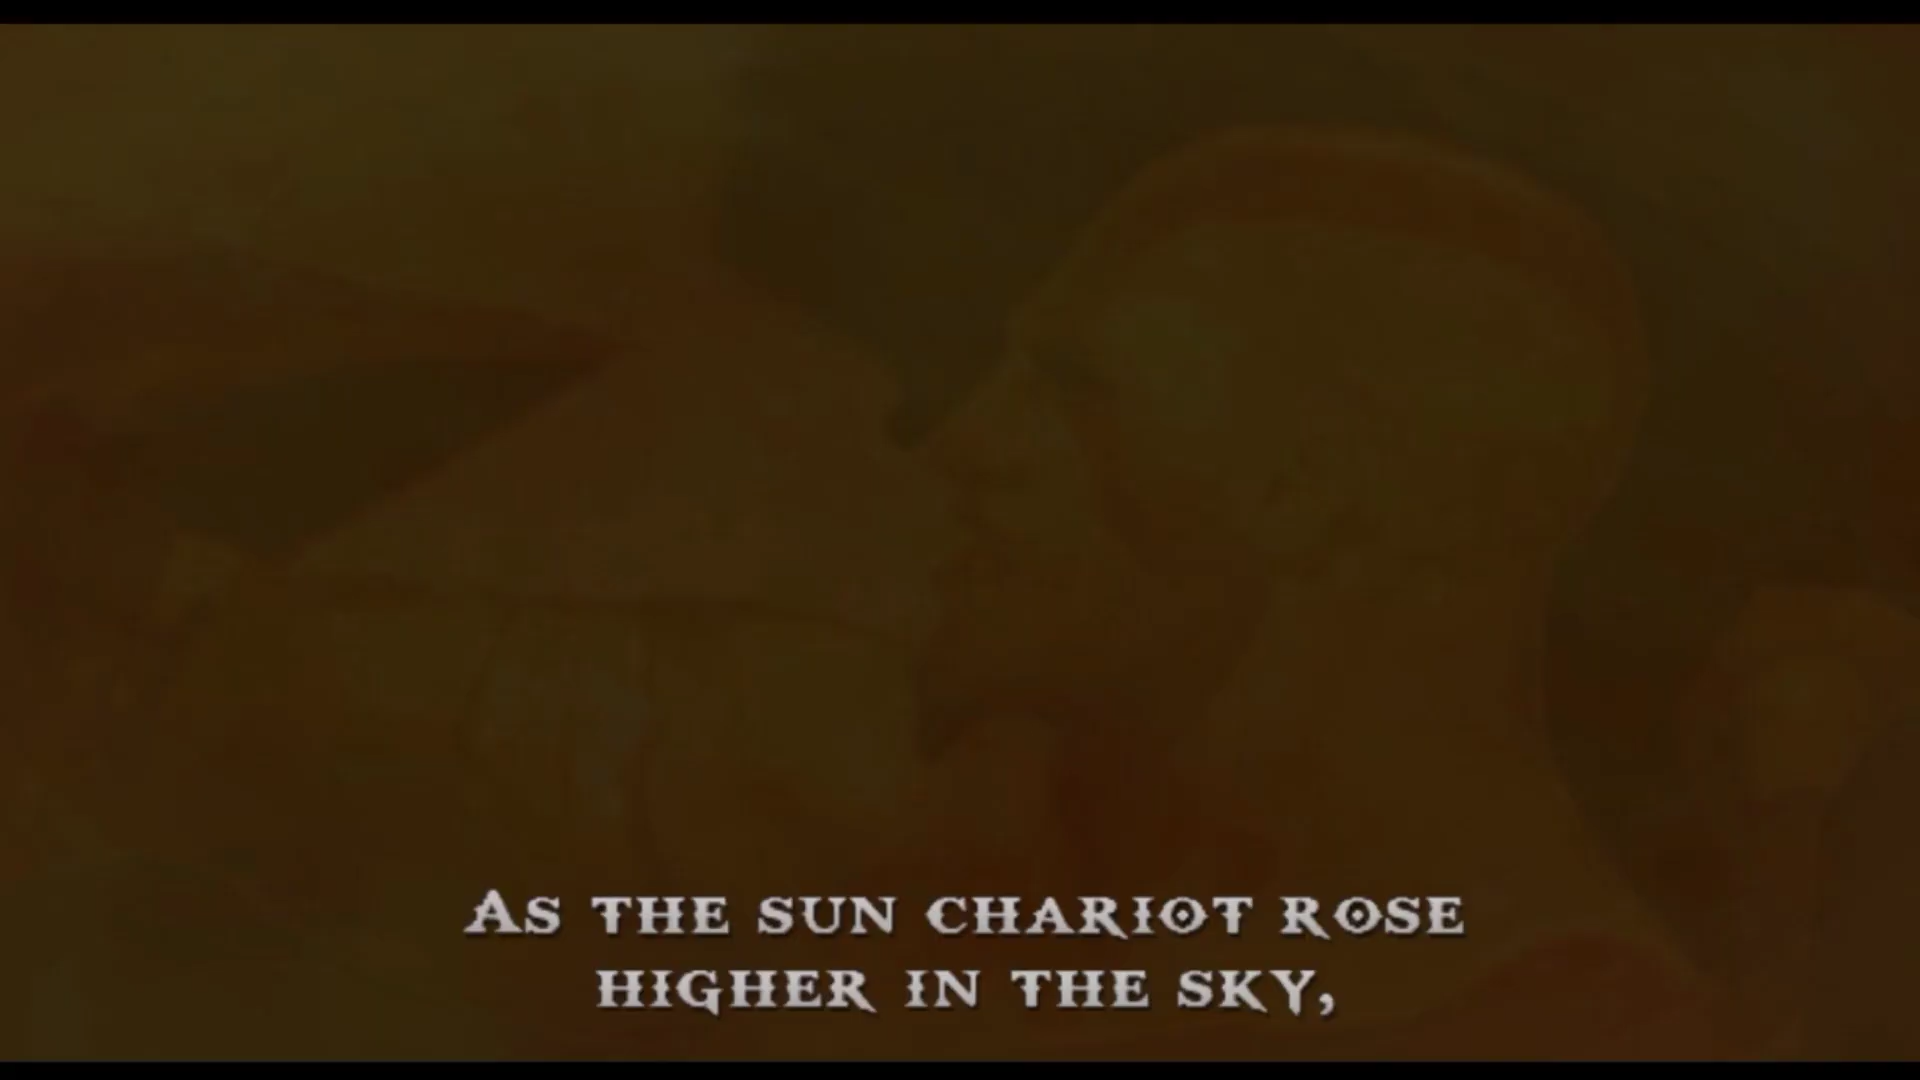 As the sun chariot rose
higher in the sky,